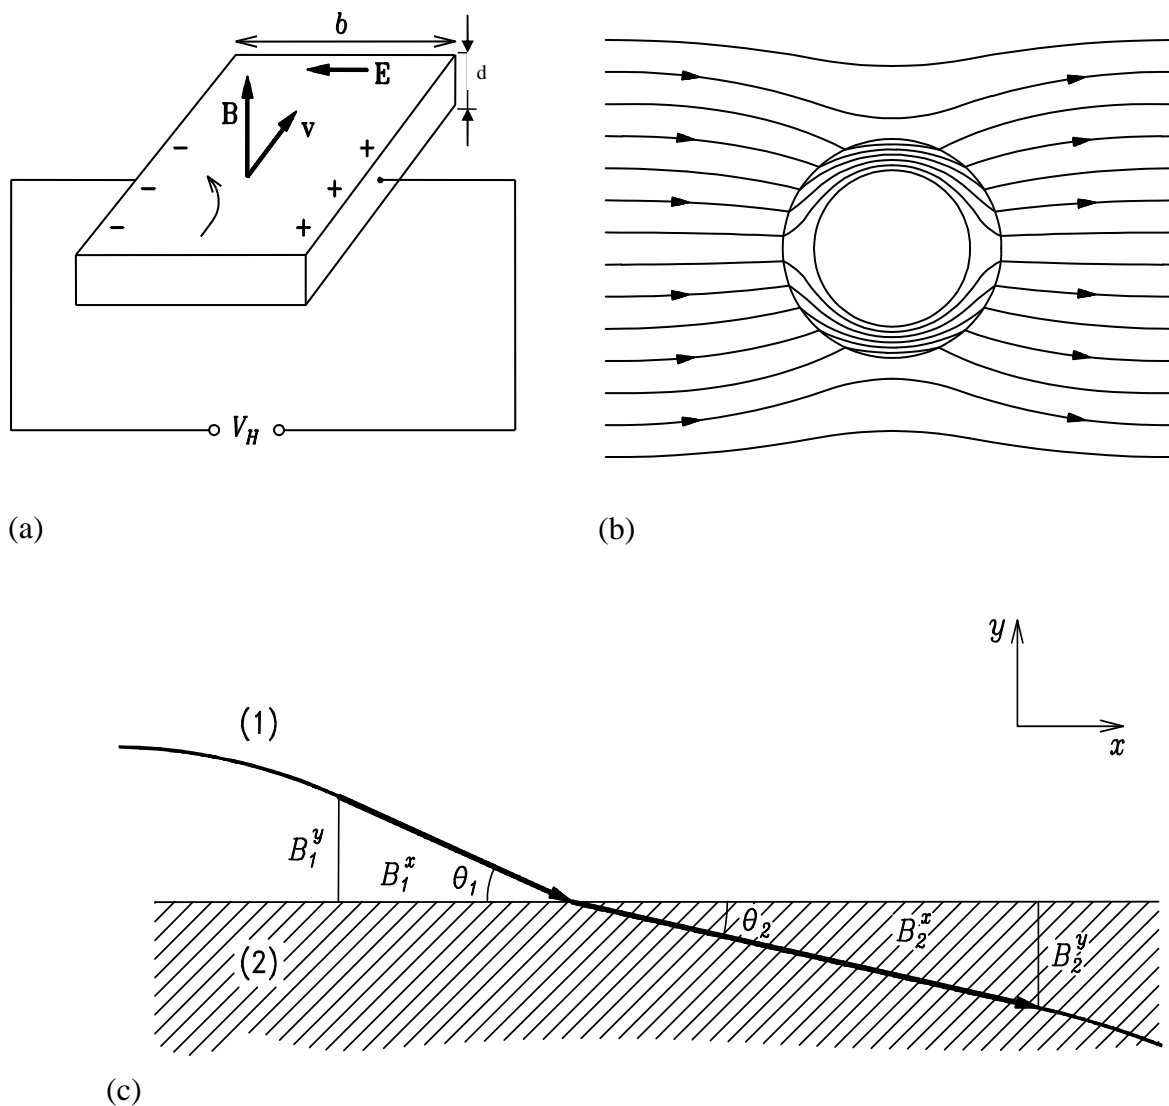 b
d
E
B
v
− + − + − +
V_H
(a)
(b)
y
x
(1)
B_1^y
B_1^x
θ_1
θ_2
B_2^x
B_2^y
(2)
(c)